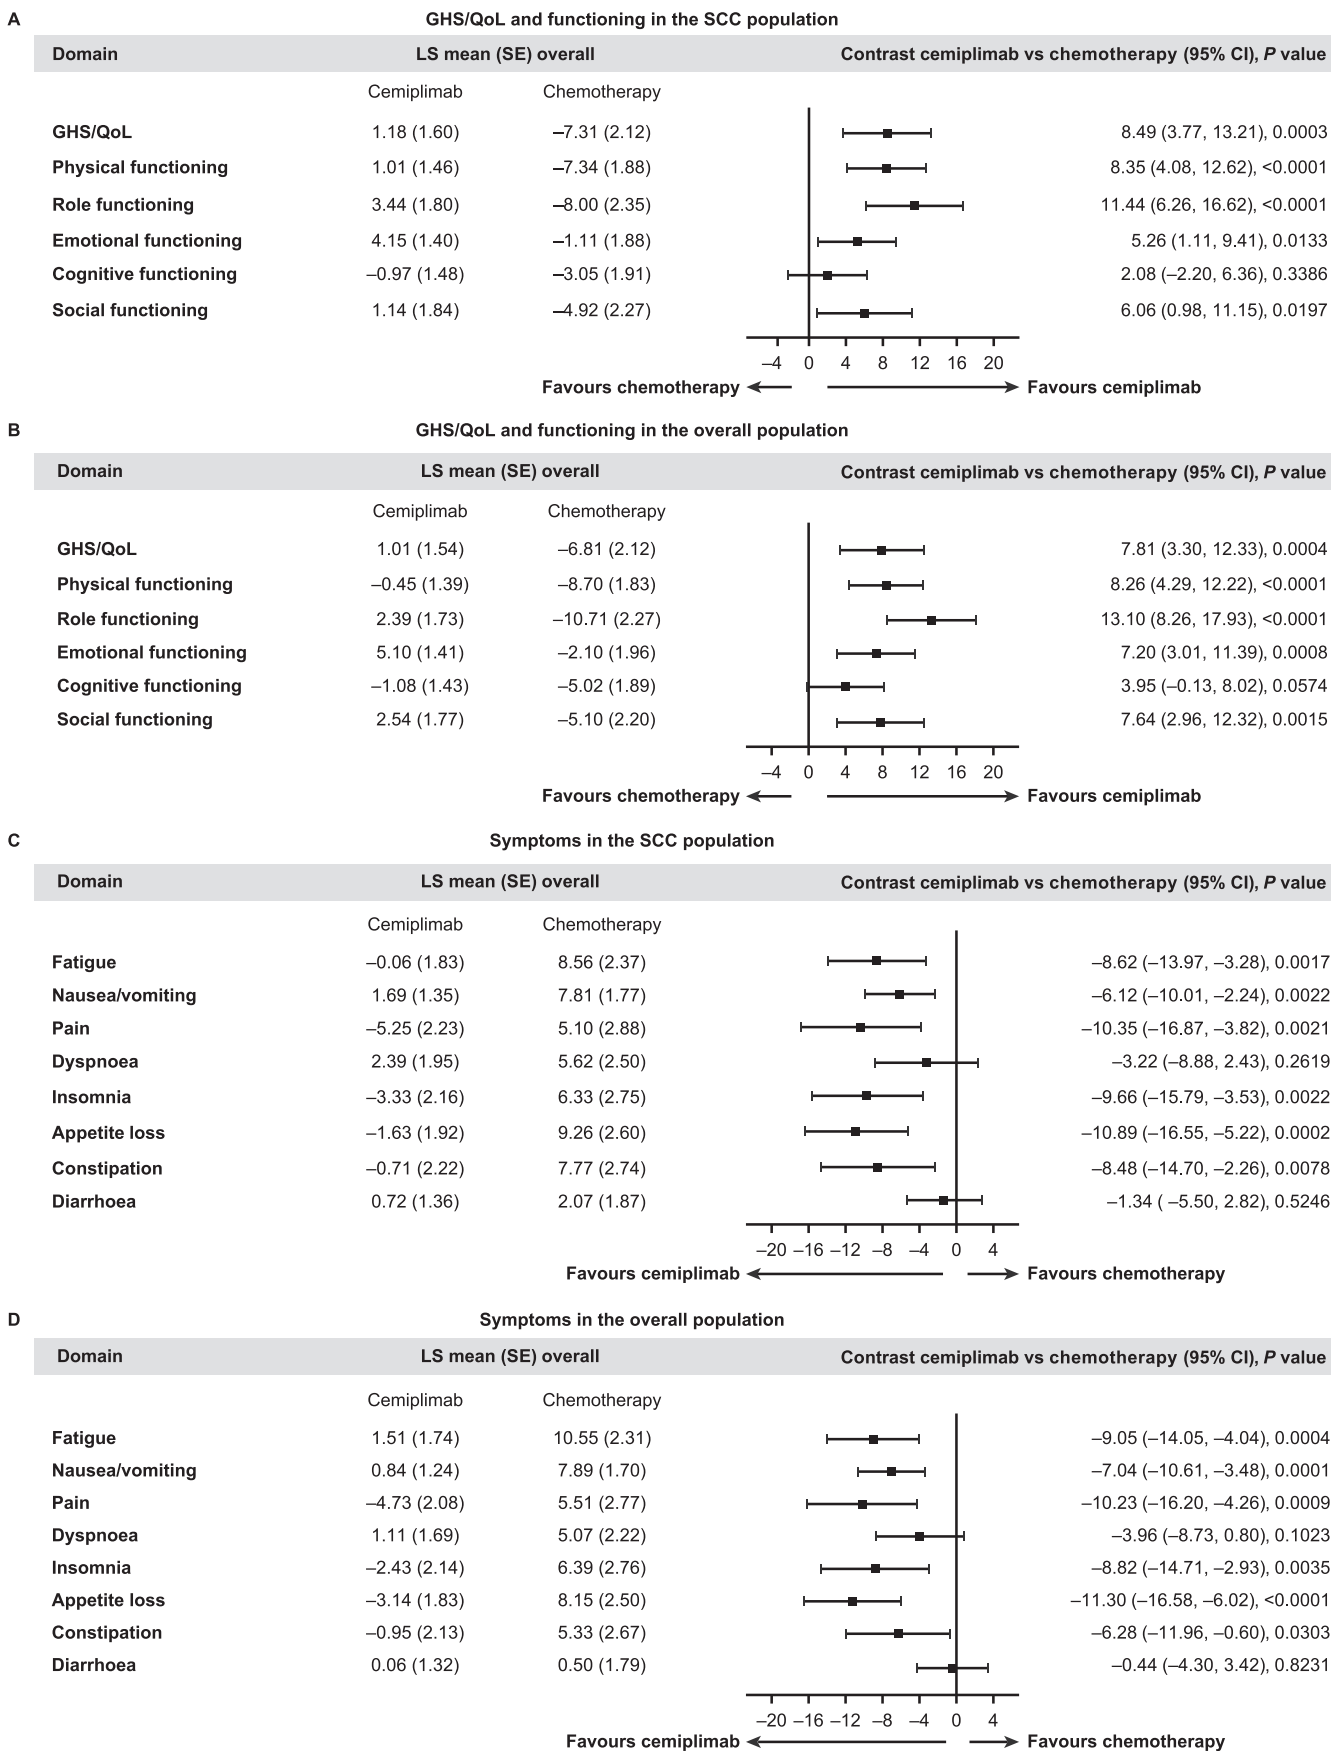 A GHS/QoL and functioning in the SCC population
Domain LS mean (SE) overall Contrast cemiplimab vs chemotherapy (95% CI), P value
Cemiplimab Chemotherapy
GHS/QoL 1.18 (1.60) –7.31 (2.12) 8.49 (3.77, 13.21), 0.0003
Physical functioning 1.01 (1.46) –7.34 (1.88) 8.35 (4.08, 12.62), <0.0001
Role functioning 3.44 (1.80) –8.00 (2.35) 11.44 (6.26, 16.62), <0.0001
Emotional functioning 4.15 (1.40) –1.11 (1.88) 5.26 (1.11, 9.41), 0.0133
Cognitive functioning –0.97 (1.48) –3.05 (1.91) 2.08 (–2.20, 6.36), 0.3386
Social functioning 1.14 (1.84) –4.92 (2.27) 6.06 (0.98, 11.15), 0.0197
–4 0 4 8 12 16 20
Favours chemotherapy Favours cemiplimab
B GHS/QoL and functioning in the overall population
Domain LS mean (SE) overall Contrast cemiplimab vs chemotherapy (95% CI), P value
Cemiplimab Chemotherapy
GHS/QoL 1.01 (1.54) –6.81 (2.12) 7.81 (3.30, 12.33), 0.0004
Physical functioning –0.45 (1.39) –8.70 (1.83) 8.26 (4.29, 12.22), <0.0001
Role functioning 2.39 (1.73) –10.71 (2.27) 13.10 (8.26, 17.93), <0.0001
Emotional functioning 5.10 (1.41) –2.10 (1.96) 7.20 (3.01, 11.39), 0.0008
Cognitive functioning –1.08 (1.43) –5.02 (1.89) 3.95 (–0.13, 8.02), 0.0574
Social functioning 2.54 (1.77) –5.10 (2.20) 7.64 (2.96, 12.32), 0.0015
–4 0 4 8 12 16 20
Favours chemotherapy Favours cemiplimab
C Symptoms in the SCC population
Domain LS mean (SE) overall Contrast cemiplimab vs chemotherapy (95% CI), P value
Cemiplimab Chemotherapy
Fatigue –0.06 (1.83) 8.56 (2.37) –8.62 (–13.97, –3.28), 0.0017
Nausea/vomiting 1.69 (1.35) 7.81 (1.77) –6.12 (–10.01, –2.24), 0.0022
Pain –5.25 (2.23) 5.10 (2.88) –10.35 (–16.87, –3.82), 0.0021
Dyspnoea 2.39 (1.95) 5.62 (2.50) –3.22 (–8.88, 2.43), 0.2619
Insomnia –3.33 (2.16) 6.33 (2.75) –9.66 (–15.79, –3.53), 0.0022
Appetite loss –1.63 (1.92) 9.26 (2.60) –10.89 (–16.55, –5.22), 0.0002
Constipation –0.71 (2.22) 7.77 (2.74) –8.48 (–14.70, –2.26), 0.0078
Diarrhoea 0.72 (1.36) 2.07 (1.87) –1.34 ( –5.50, 2.82), 0.5246
–20 –16 –12 –8 –4 0 4
Favours cemiplimab Favours chemotherapy
D Symptoms in the overall population
Domain LS mean (SE) overall Contrast cemiplimab vs chemotherapy (95% CI), P value
Cemiplimab Chemotherapy
Fatigue 1.51 (1.74) 10.55 (2.31) –9.05 (–14.05, –4.04), 0.0004
Nausea/vomiting 0.84 (1.24) 7.89 (1.70) –7.04 (–10.61, –3.48), 0.0001
Pain –4.73 (2.08) 5.51 (2.77) –10.23 (–16.20, –4.26), 0.0009
Dyspnoea 1.11 (1.69) 5.07 (2.22) –3.96 (–8.73, 0.80), 0.1023
Insomnia –2.43 (2.14) 6.39 (2.76) –8.82 (–14.71, –2.93), 0.0035
Appetite loss –3.14 (1.83) 8.15 (2.50) –11.30 (–16.58, –6.02), <0.0001
Constipation –0.95 (2.13) 5.33 (2.67) –6.28 (–11.96, –0.60), 0.0303
Diarrhoea 0.06 (1.32) 0.50 (1.79) –0.44 (–4.30, 3.42), 0.8231
–20 –16 –12 –8 –4 0 4
Favours cemiplimab Favours chemotherapy